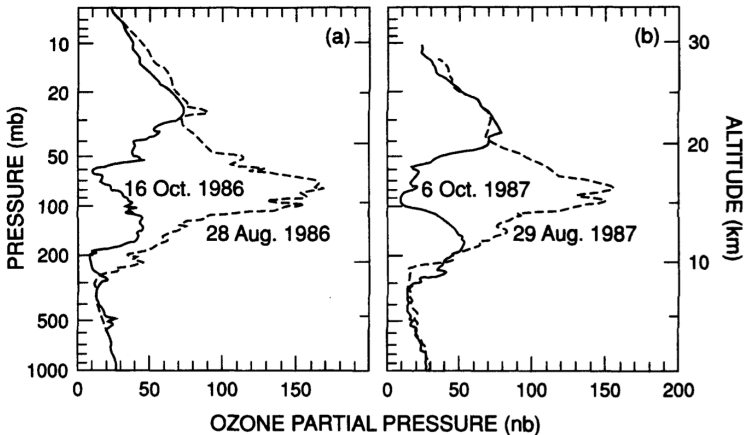 (a)
(b)
PRESSURE (mb)
10
20
50
100
200
500
1000
16 Oct. 1986
28 Aug. 1986
6 Oct. 1987
29 Aug. 1987
30
20
10
ALTITUDE (km)
0 50 100 150
0 50 100 150 200
OZONE PARTIAL PRESSURE (nb)